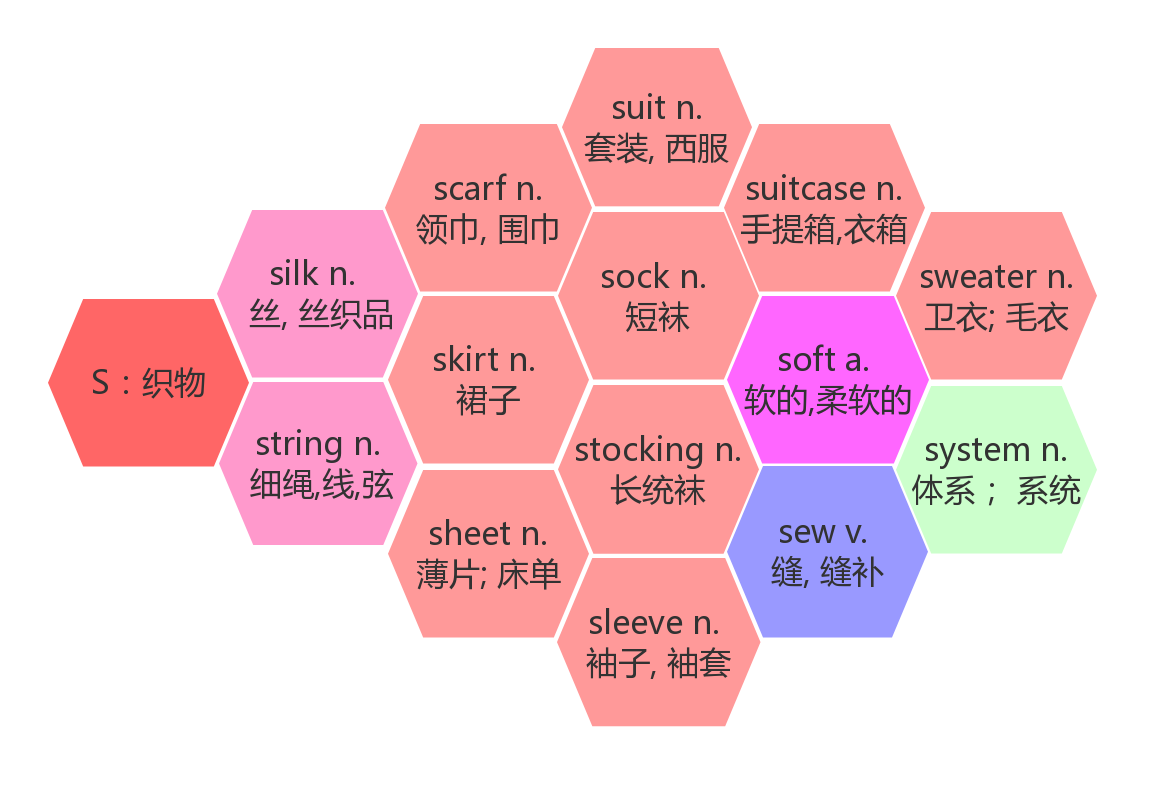 S：织物
silk n.
丝, 丝织品
string n.
细绳,线,弦
scarf n.
领巾, 围巾
skirt n.
裙子
sheet n.
薄片; 床单
suit n.
套装, 西服
sock n.
短袜
stocking n.
长统袜
sleeve n.
袖子, 袖套
suitcase n.
手提箱,衣箱
soft a.
软的,柔软的
sew v.
缝, 缝补
sweater n.
卫衣; 毛衣
system n.
体系； 系统